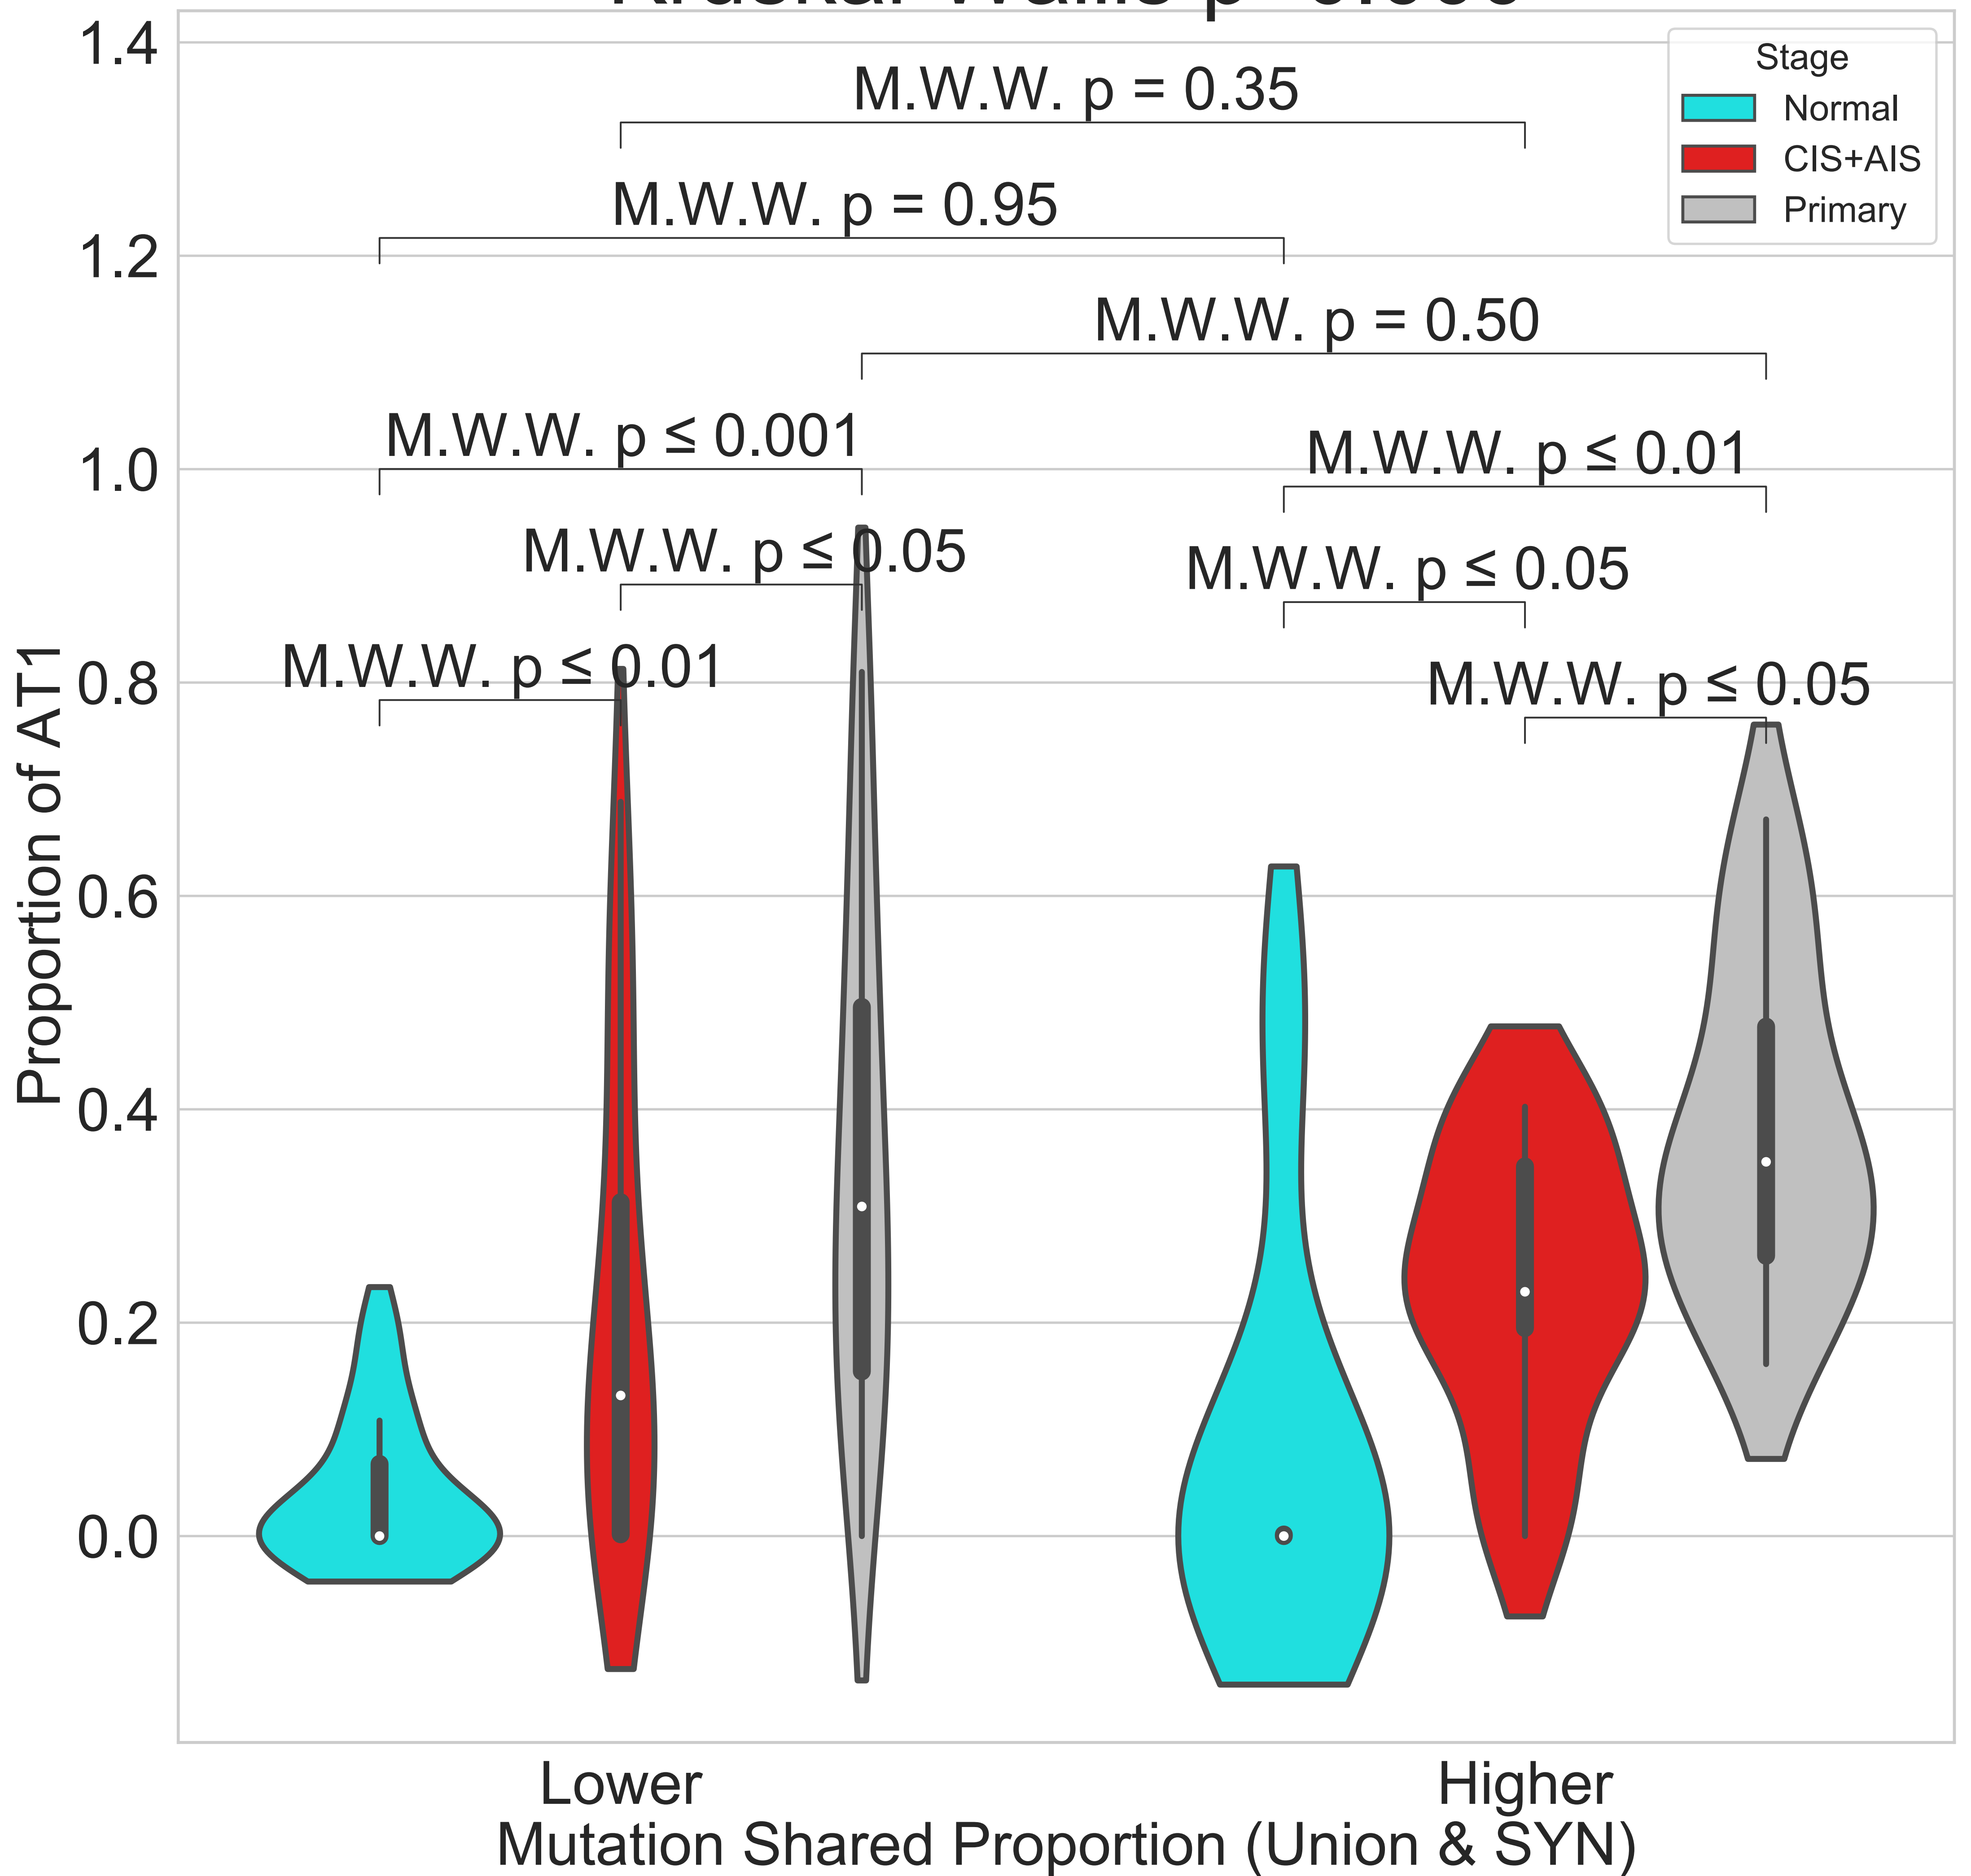 1.4
1.2
1.0
0.8
0.6
0.4
0.2
0.0
Proportion of AT1
M.W.W. p = 0.35
M.W.W. p = 0.95
M.W.W. p = 0.50
M.W.W. p ≤ 0.001
M.W.W. p ≤ 0.01
M.W.W. p ≤ 0.05
M.W.W. p ≤ 0.05
M.W.W. p ≤ 0.01
M.W.W. p ≤ 0.05
Stage
Normal
CIS+AIS
Primary
Lower
Higher
Mutation Shared Proportion (Union & SYN)